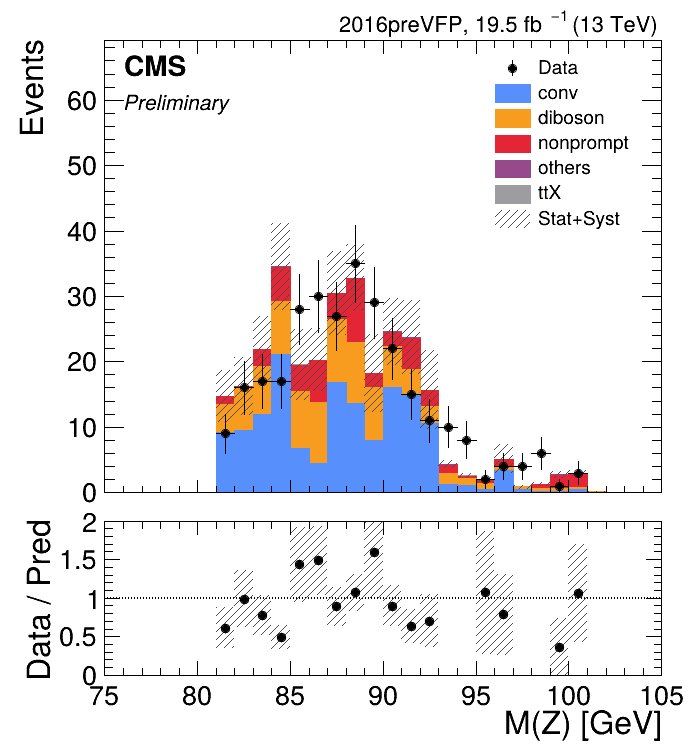 2016preVFP, 19.5 fb⁻¹ (13 TeV)
CMS
Preliminary
Data
conv
diboson
nonprompt
others
ttX
Stat+Syst
Events
60
50
40
30
20
10
0
Data / Pred
2
1.5
1
0.5
0
75 80 85 90 95 100 105
M(Z) [GeV]